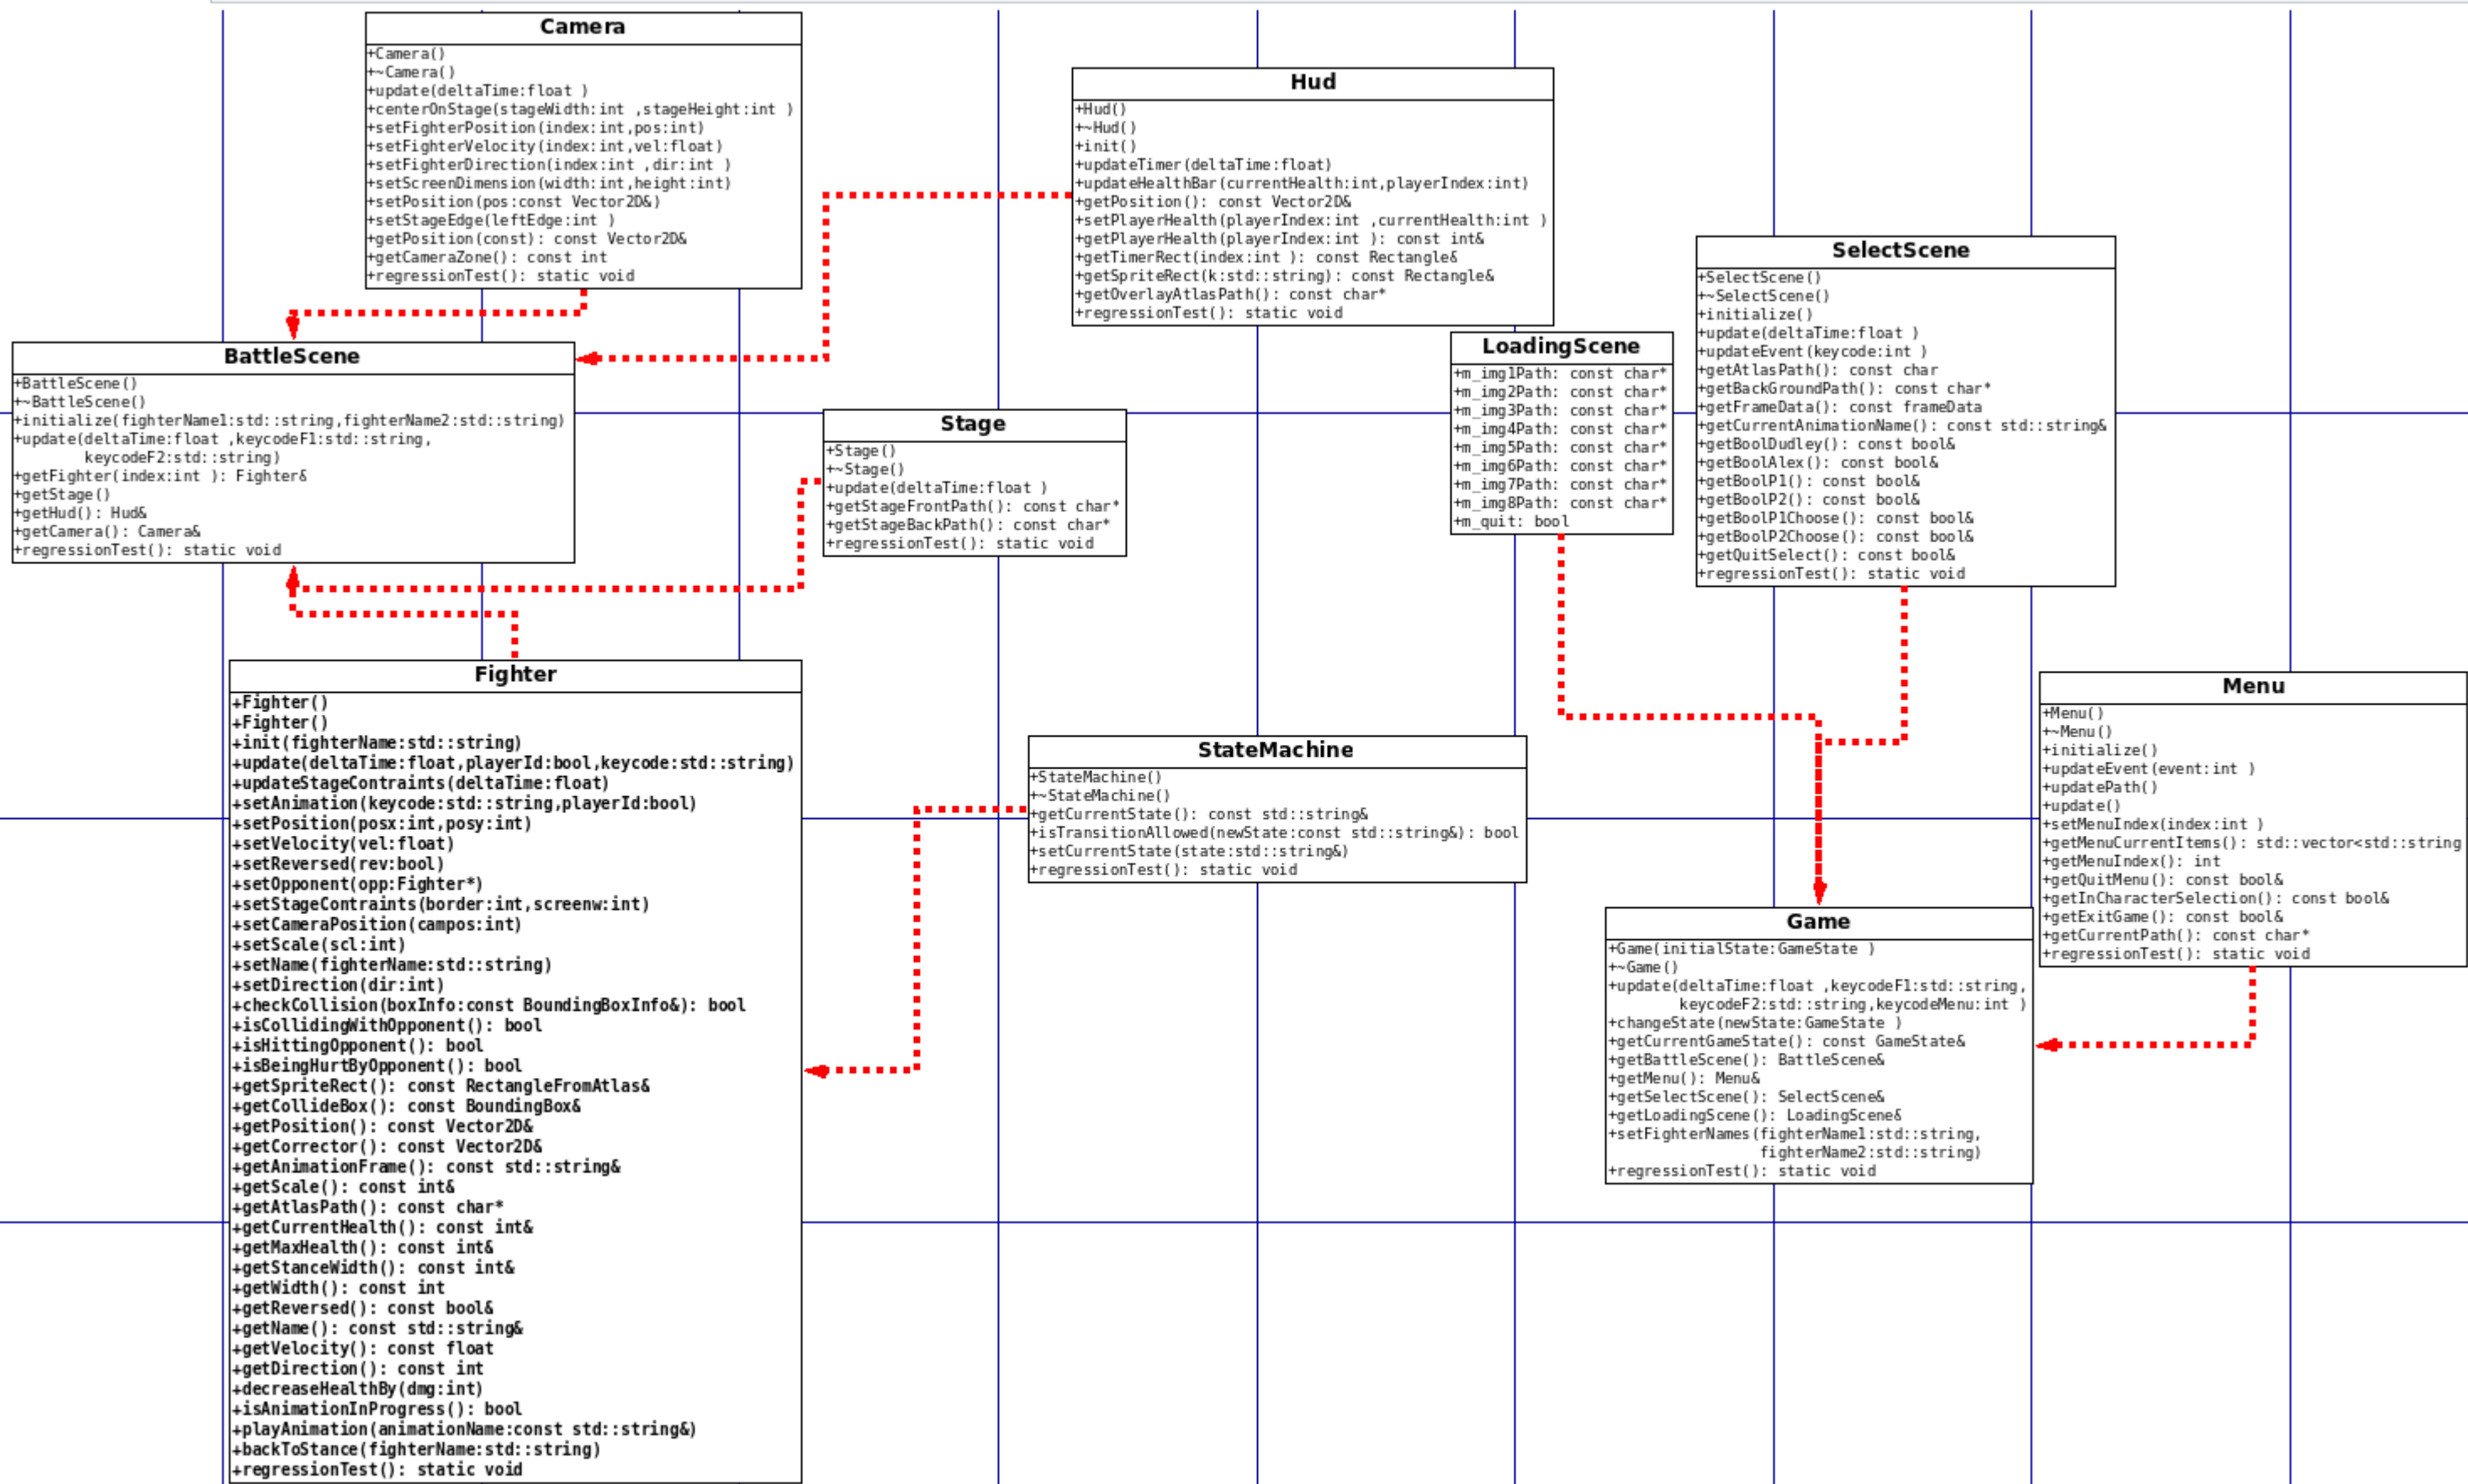 Camera
+Camera()
+~Camera()
+update(deltaTime:float )
+centerOnStage(stageWidth:int ,stageHeight:int )
+setFighterPosition(index:int,pos:int)
+setFighterVelocity(index:int,vel:float)
+setFighterDirection(index:int ,dir:int )
+setScreenDimension(width:int,height:int)
+setPosition(pos:const Vector2D&)
+setStageEdge(leftEdge:int )
+getPosition(const): const Vector2D&
+getCameraZone(): const int
+regressionTest(): static void
Hud
+Hud()
+~Hud()
+init()
+updateTimer(deltaTime:float)
+updateHealthBar(currentHealth:int,playerIndex:int)
+getPosition(): const Vector2D&
+setPlayerHealth(playerIndex:int ,currentHealth:int )
+getPlayerHealth(playerIndex:int ): const int&
+getTimerRect(index:int ): const Rectangle&
+getSpriteRect(k:std::string): const Rectangle&
+getOverlayAtlasPath(): const char*
+regressionTest(): static void
SelectScene
+SelectScene()
+~SelectScene()
+initialize()
+update(deltaTime:float )
+updateEvent(keycode:int )
+getAtlasPath(): const char
+getBackGroundPath(): const char*
+getFrameData(): const frameData
+getCurrentAnimationName(): const std::string&
+getBoolDudley(): const bool&
+getBoolAlex(): const bool&
+getBoolP1(): const bool&
+getBoolP2(): const bool&
+getBoolP1Choose(): const bool&
+getBoolP2Choose(): const bool&
+getQuitSelect(): const bool&
+regressionTest(): static void
LoadingScene
+m_img1Path: const char*
+m_img2Path: const char*
+m_img3Path: const char*
+m_img4Path: const char*
+m_img5Path: const char*
+m_img6Path: const char*
+m_img7Path: const char*
+m_img8Path: const char*
+m_quit: bool
BattleScene
+BattleScene()
+~BattleScene()
+initialize(fighterName1:std::string,fighterName2:std::string)
+update(deltaTime:float ,keycodeF1:std::string,
keycodeF2:std::string)
+getFighter(index:int ): Fighter&
+getStage()
+getHud(): Hud&
+getCamera(): Camera&
+regressionTest(): static void
Stage
+Stage()
+~Stage()
+update(deltaTime:float )
+getStageFrontPath(): const char*
+getStageBackPath(): const char*
+regressionTest(): static void
Fighter
+Fighter()
+Fighter()
+init(fighterName:std::string)
+update(deltaTime:float,playerId:bool,keycode:std::string)
+updateStageContraints(deltaTime:float)
+setAnimation(keycode:std::string,playerId:bool)
+setPosition(posx:int,posy:int)
+setVelocity(vel:float)
+setReversed(rev:bool)
+setOpponent(opp:Fighter*)
+setStageContraints(border:int,screenw:int)
+setCameraPosition(campos:int)
+setScale(scl:int)
+setName(fighterName:std::string)
+setDirection(dir:int)
+checkCollision(boxInfo:const BoundingBoxInfo&): bool
+isCollidingWithOpponent(): bool
+isHittingOpponent(): bool
+isBeingHurtByOpponent(): bool
+getSpriteRect(): const RectangleFromAtlas&
+getCollideBox(): const BoundingBox&
+getPosition(): const Vector2D&
+getCorrector(): const Vector2D&
+getAnimationFrame(): const std::string&
+getScale(): const int&
+getAtlasPath(): const char*
+getCurrentHealth(): const int&
+getMaxHealth(): const int&
+getStanceWidth(): const int&
+getWidth(): const int
+getReversed(): const bool&
+getName(): const std::string&
+getVelocity(): const float
+getDirection(): const int
+decreaseHealthBy(dmg:int)
+isAnimationInProgress(): bool
+playAnimation(animationName:const std::string&)
+backToStance(fighterName:std::string)
+regressionTest(): static void
StateMachine
+StateMachine()
+~StateMachine()
+getCurrentState(): const std::string&
+isTransitionAllowed(newState:const std::string&): bool
+setCurrentState(state:std::string&)
+regressionTest(): static void
Menu
+Menu()
+~Menu()
+initialize()
+updateEvent(event:int )
+updatePath()
+update()
+setMenuIndex(index:int )
+getMenuCurrentItems(): std::vector<std::string
+getMenuIndex(): int
+getQuitMenu(): const bool&
+getInCharacterSelection(): const bool&
+getExitGame(): const bool&
+getCurrentPath(): const char*
+regressionTest(): static void
Game
+Game(initialState:GameState )
+~Game()
+update(deltaTime:float ,keycodeF1:std::string,
keycodeF2:std::string,keycodeMenu:int )
+changeState(newState:GameState )
+getCurrentGameState(): const GameState&
+getBattleScene(): BattleScene&
+getMenu(): Menu&
+getSelectScene(): SelectScene&
+getLoadingScene(): LoadingScene&
+setFighterNames(fighterName1:std::string,
fighterName2:std::string)
+regressionTest(): static void